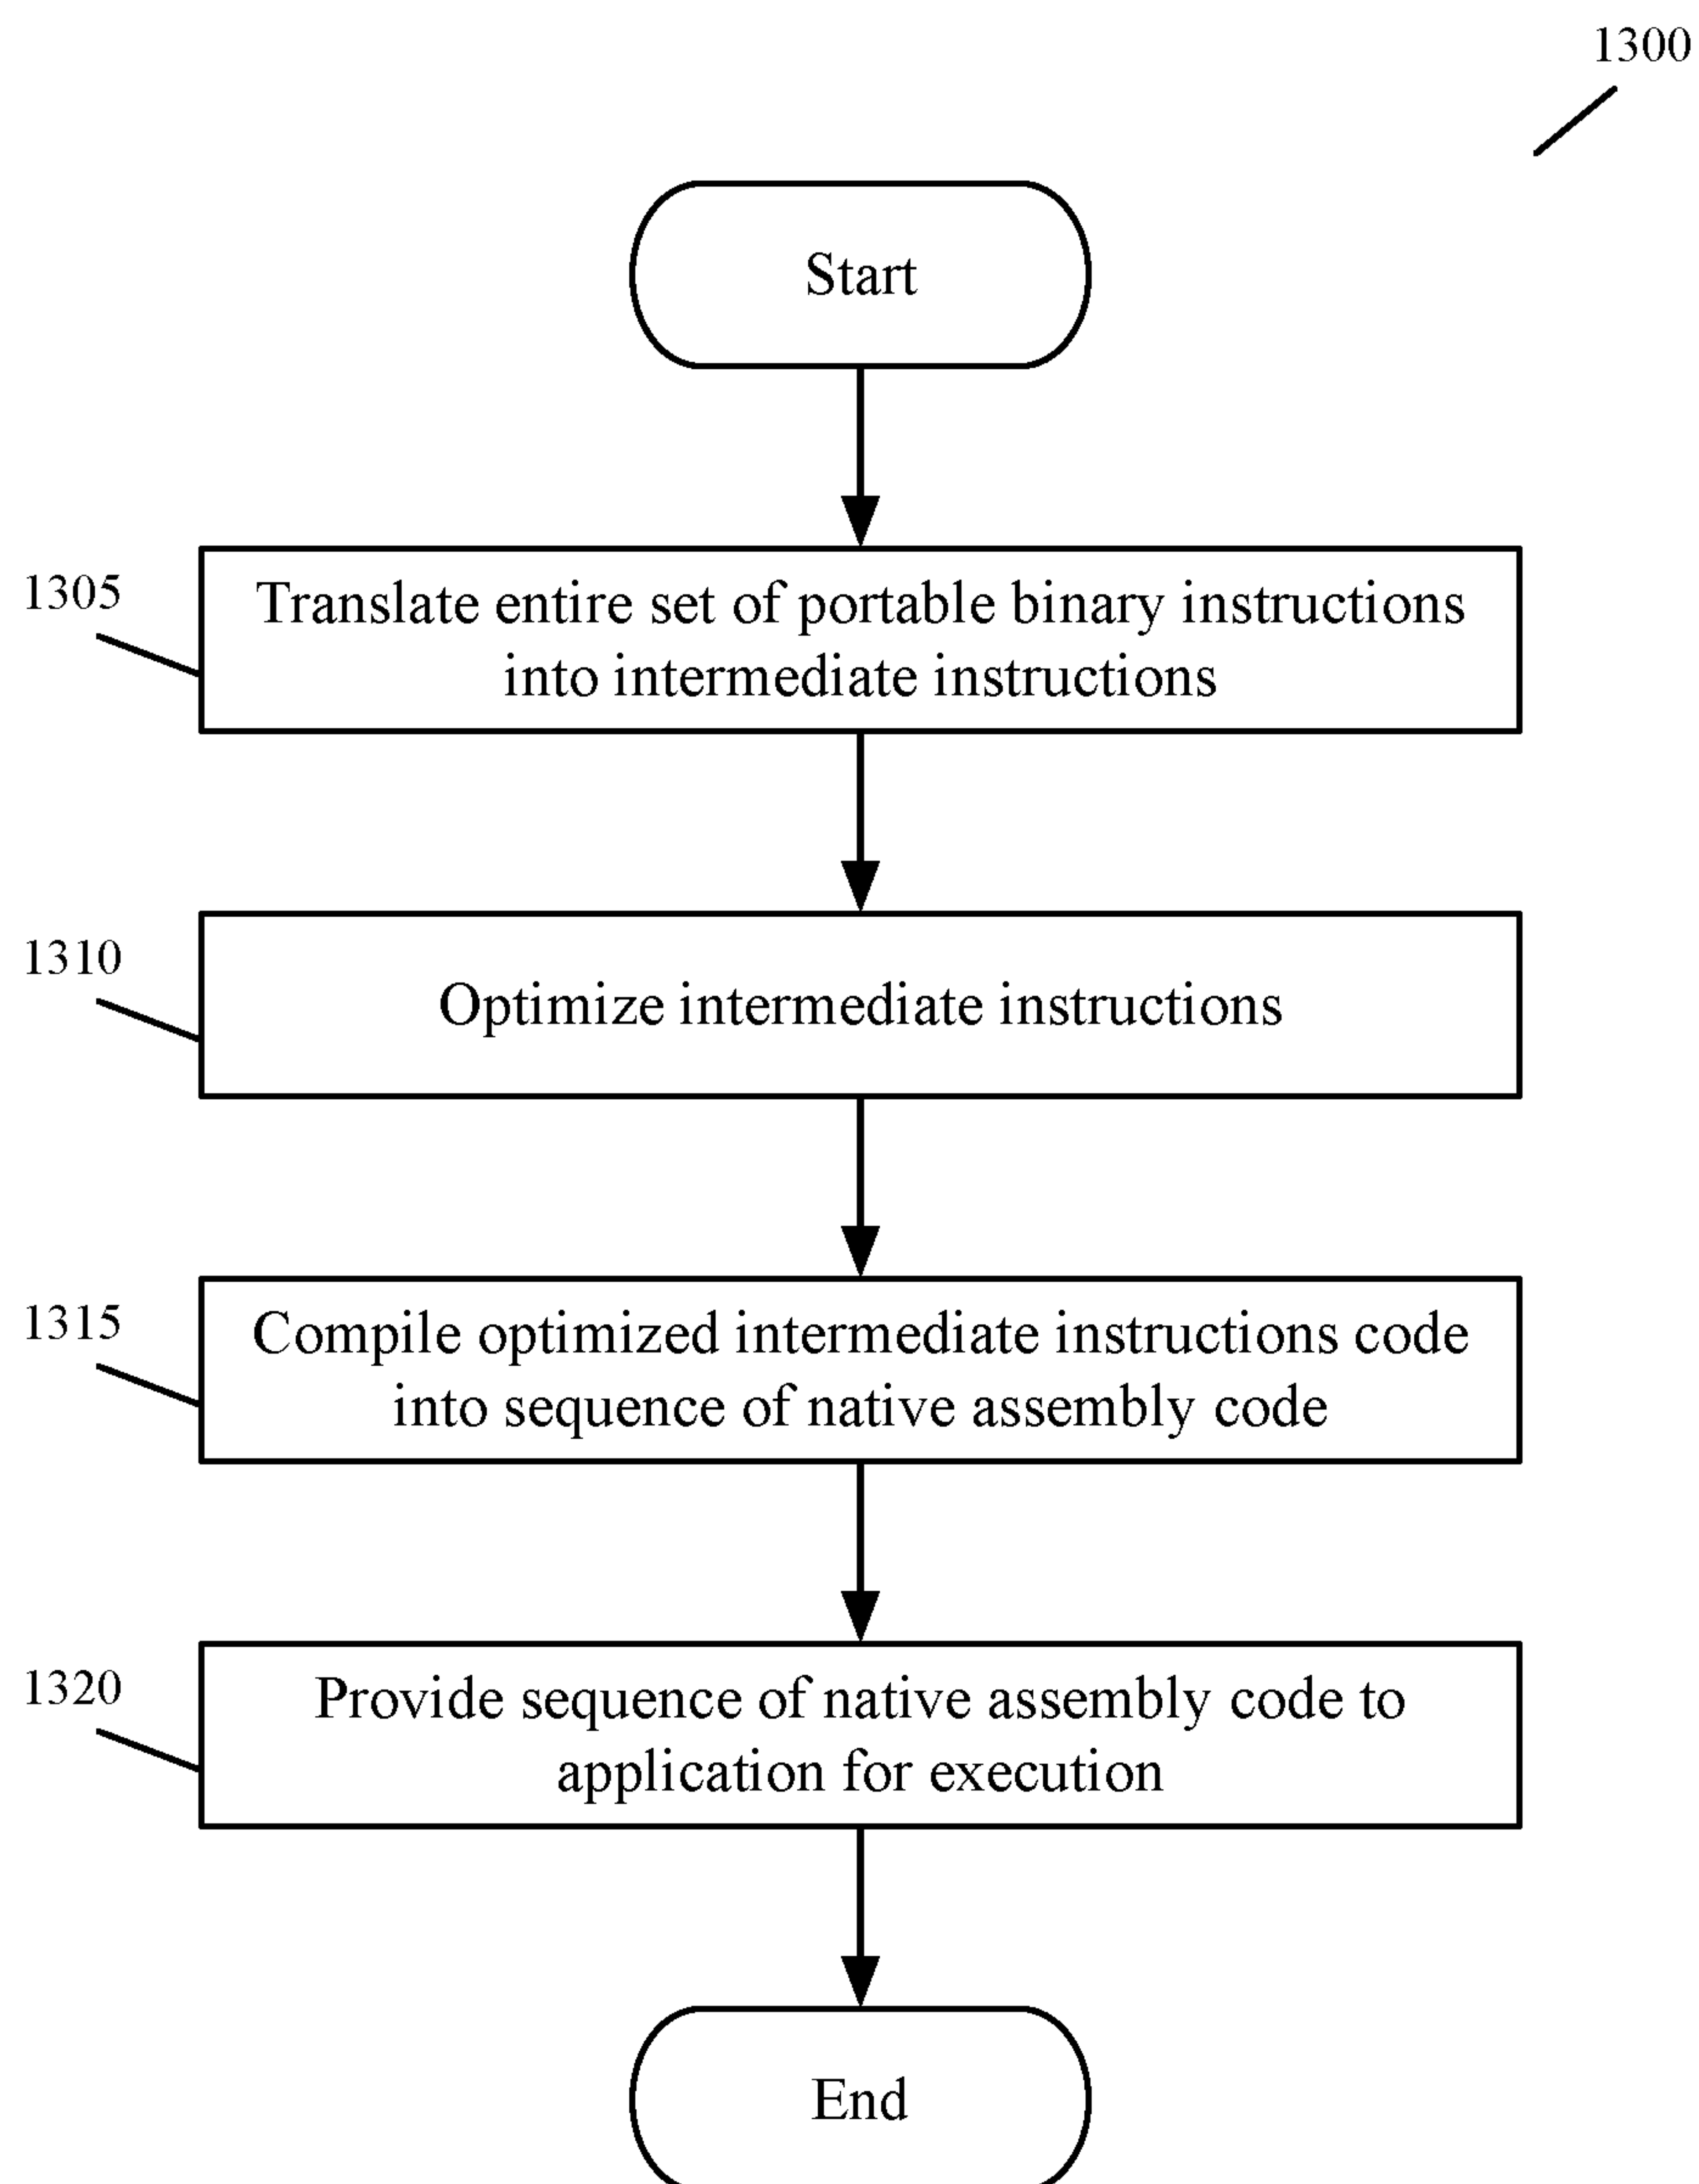 1300
Start
1305
Translate entire set of portable binary instructions
into intermediate instructions
1310
Optimize intermediate instructions
1315
Compile optimized intermediate instructions code
into sequence of native assembly code
1320
Provide sequence of native assembly code to
application for execution
End